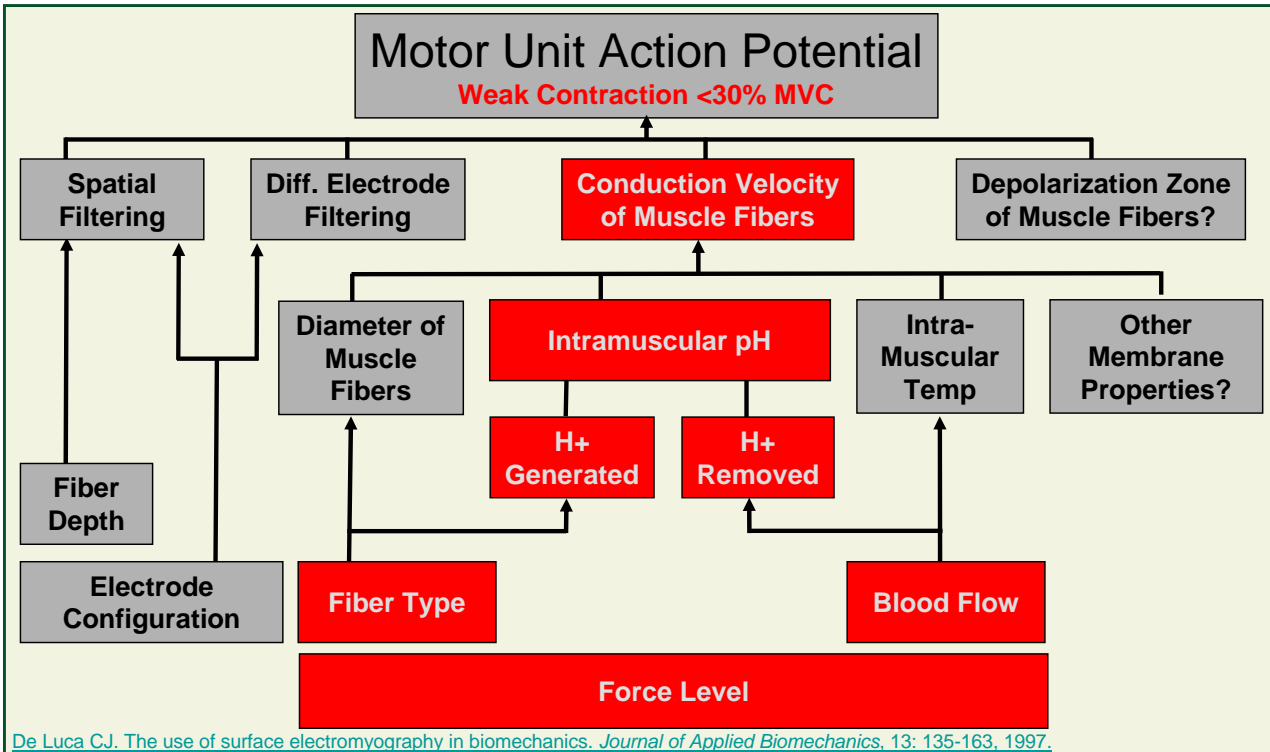 Motor Unit Action Potential
Weak Contraction <30% MVC
Spatial
Filtering
Diff. Electrode
Filtering
Conduction Velocity
of Muscle Fibers
Depolarization Zone
of Muscle Fibers?
Diameter of
Muscle
Fibers
Intramuscular pH
Intra-
Muscular
Temp
Other
Membrane
Properties?
H+
Generated
H+
Removed
Fiber
Depth
Electrode
Configuration
Fiber Type
Blood Flow
Force Level
De Luca CJ. The use of surface electromyography in biomechanics. Journal of Applied Biomechanics, 13: 135-163, 1997.